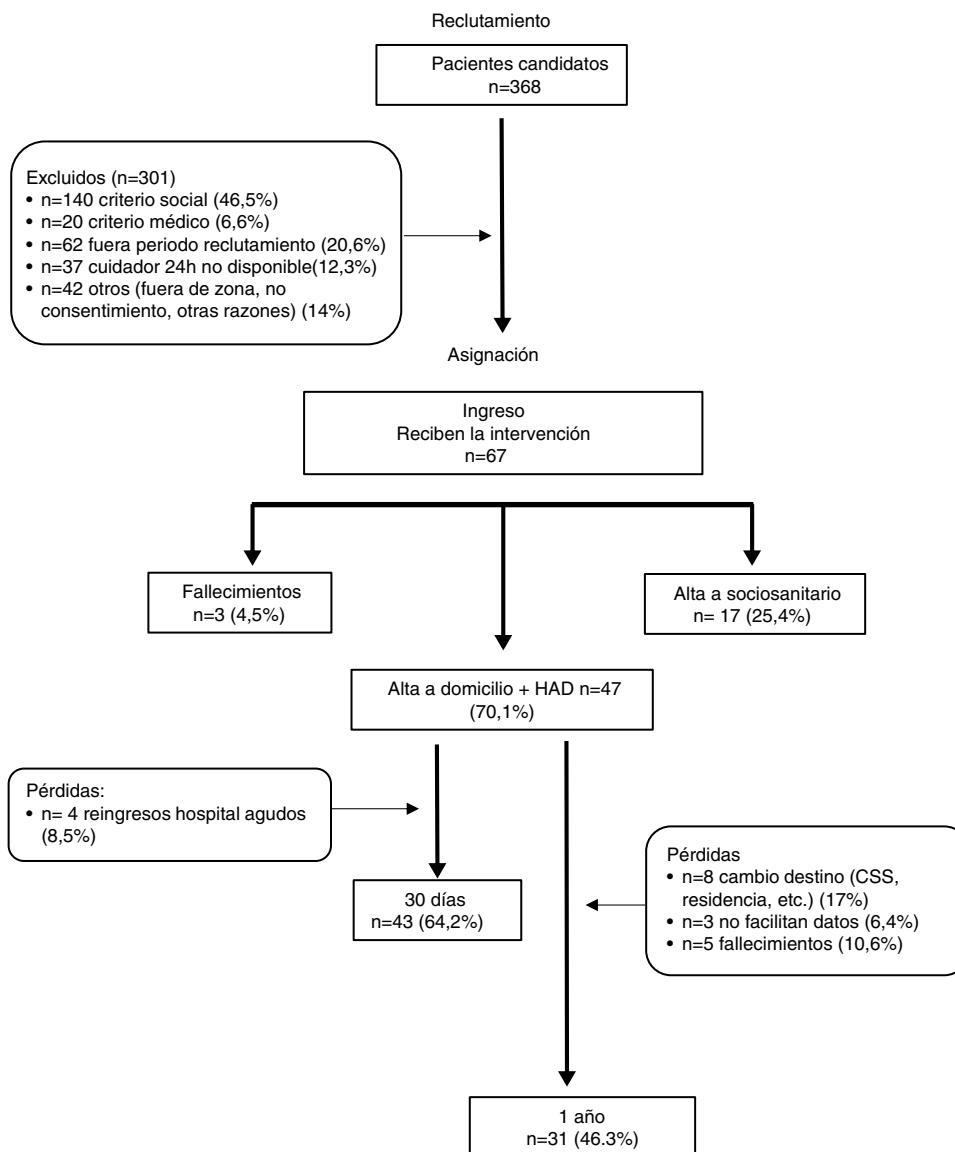 Reclutamiento
Pacientes candidatos
n=368
Excluidos (n=301)
• n=140 criterio social (46,5%)
• n=20 criterio médico (6,6%)
• n=62 fuera periodo reclutamiento (20,6%)
• n=37 cuidador 24h no disponible(12,3%)
• n=42 otros (fuera de zona, no
consentimiento, otras razones) (14%)
Asignación
Ingreso
Reciben la intervención
n=67
Fallecimientos
n=3 (4,5%)
Alta a sociosanitario
n= 17 (25,4%)
Alta a domicilio + HAD n=47
(70,1%)
Pérdidas:
• n= 4 reingresos hospital agudos
(8,5%)
30 días
n=43 (64,2%)
Pérdidas
• n=8 cambio destino (CSS,
residencia, etc.) (17%)
• n=3 no facilitan datos (6,4%)
• n=5 fallecimientos (10,6%)
1 año
n=31 (46.3%)